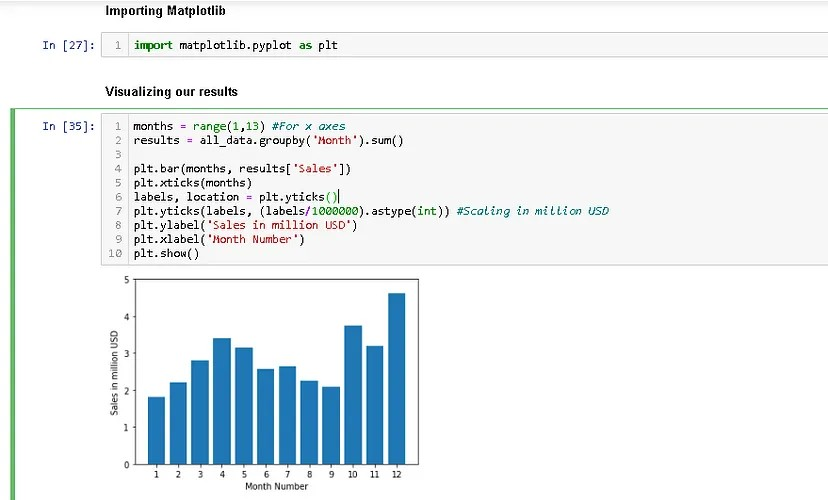 Importing Matplotlib
In [27]: 1 import matplotlib.pyplot as plt
Visualizing our results
In [35]: 1 months = range(1,13) #For x axes
2 results = all_data.groupby('Month').sum()
3
4 plt.bar(months, results['Sales'])
5 plt.xticks(months)
6 labels, location = plt.yticks()
7 plt.yticks(labels, (labels/1000000).astype(int)) #Scaling in million USD
8 plt.ylabel('Sales in million USD')
9 plt.xlabel('Month Number')
10 plt.show()
5
4
3
2
1
0
Sales in million USD
1 2 3 4 5 6 7 8 9 10 11 12
Month Number